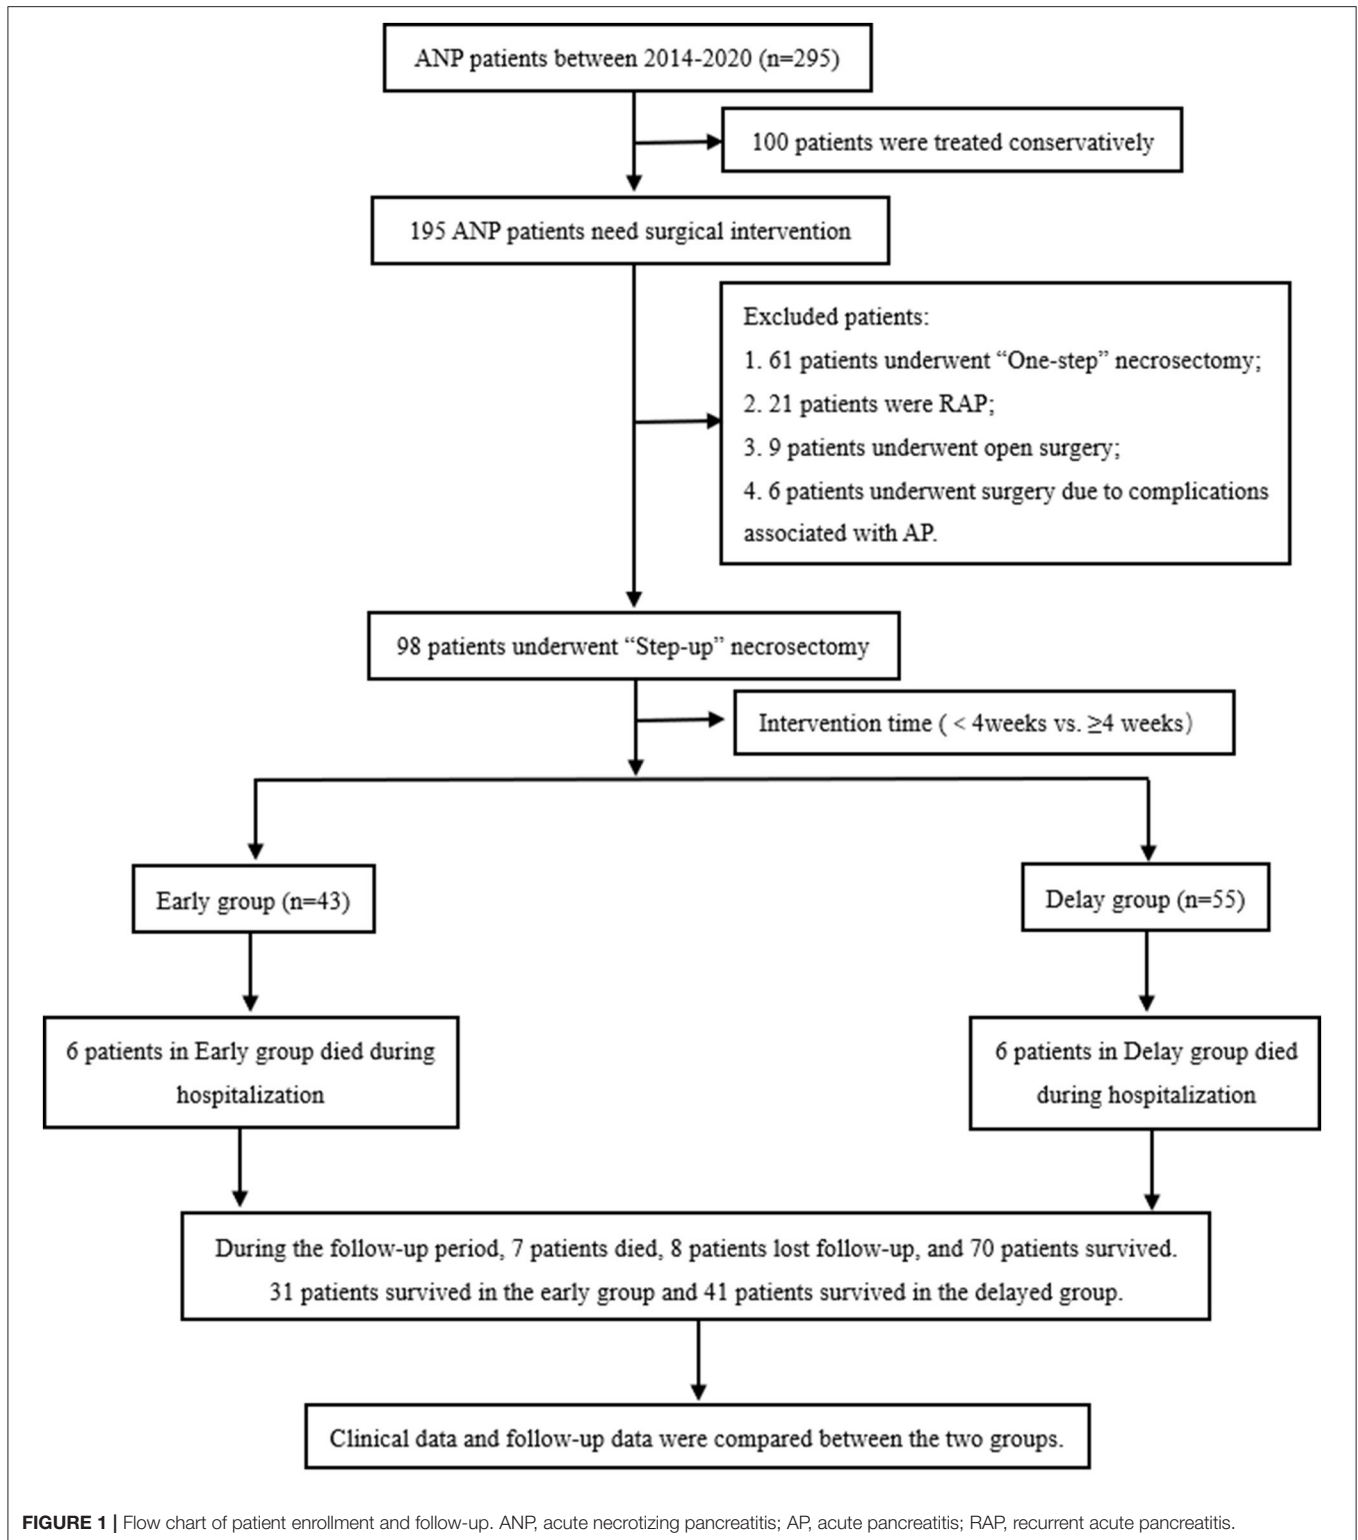 ANP patients between 2014-2020 (n=295)
100 patients were treated conservatively
195 ANP patients need surgical intervention
Excluded patients:
1. 61 patients underwent “One-step” necrosectomy;
2. 21 patients were RAP;
3. 9 patients underwent open surgery;
4. 6 patients underwent surgery due to complications
associated with AP.
98 patients underwent “Step-up” necrosectomy
Intervention time ( < 4weeks vs. ≥4 weeks)
Early group (n=43)
Delay group (n=55)
6 patients in Early group died during
hospitalization
6 patients in Delay group died
during hospitalization
During the follow-up period, 7 patients died, 8 patients lost follow-up, and 70 patients survived.
31 patients survived in the early group and 41 patients survived in the delayed group.
Clinical data and follow-up data were compared between the two groups.
FIGURE 1 | Flow chart of patient enrollment and follow-up. ANP, acute necrotizing pancreatitis; AP, acute pancreatitis; RAP, recurrent acute pancreatitis.